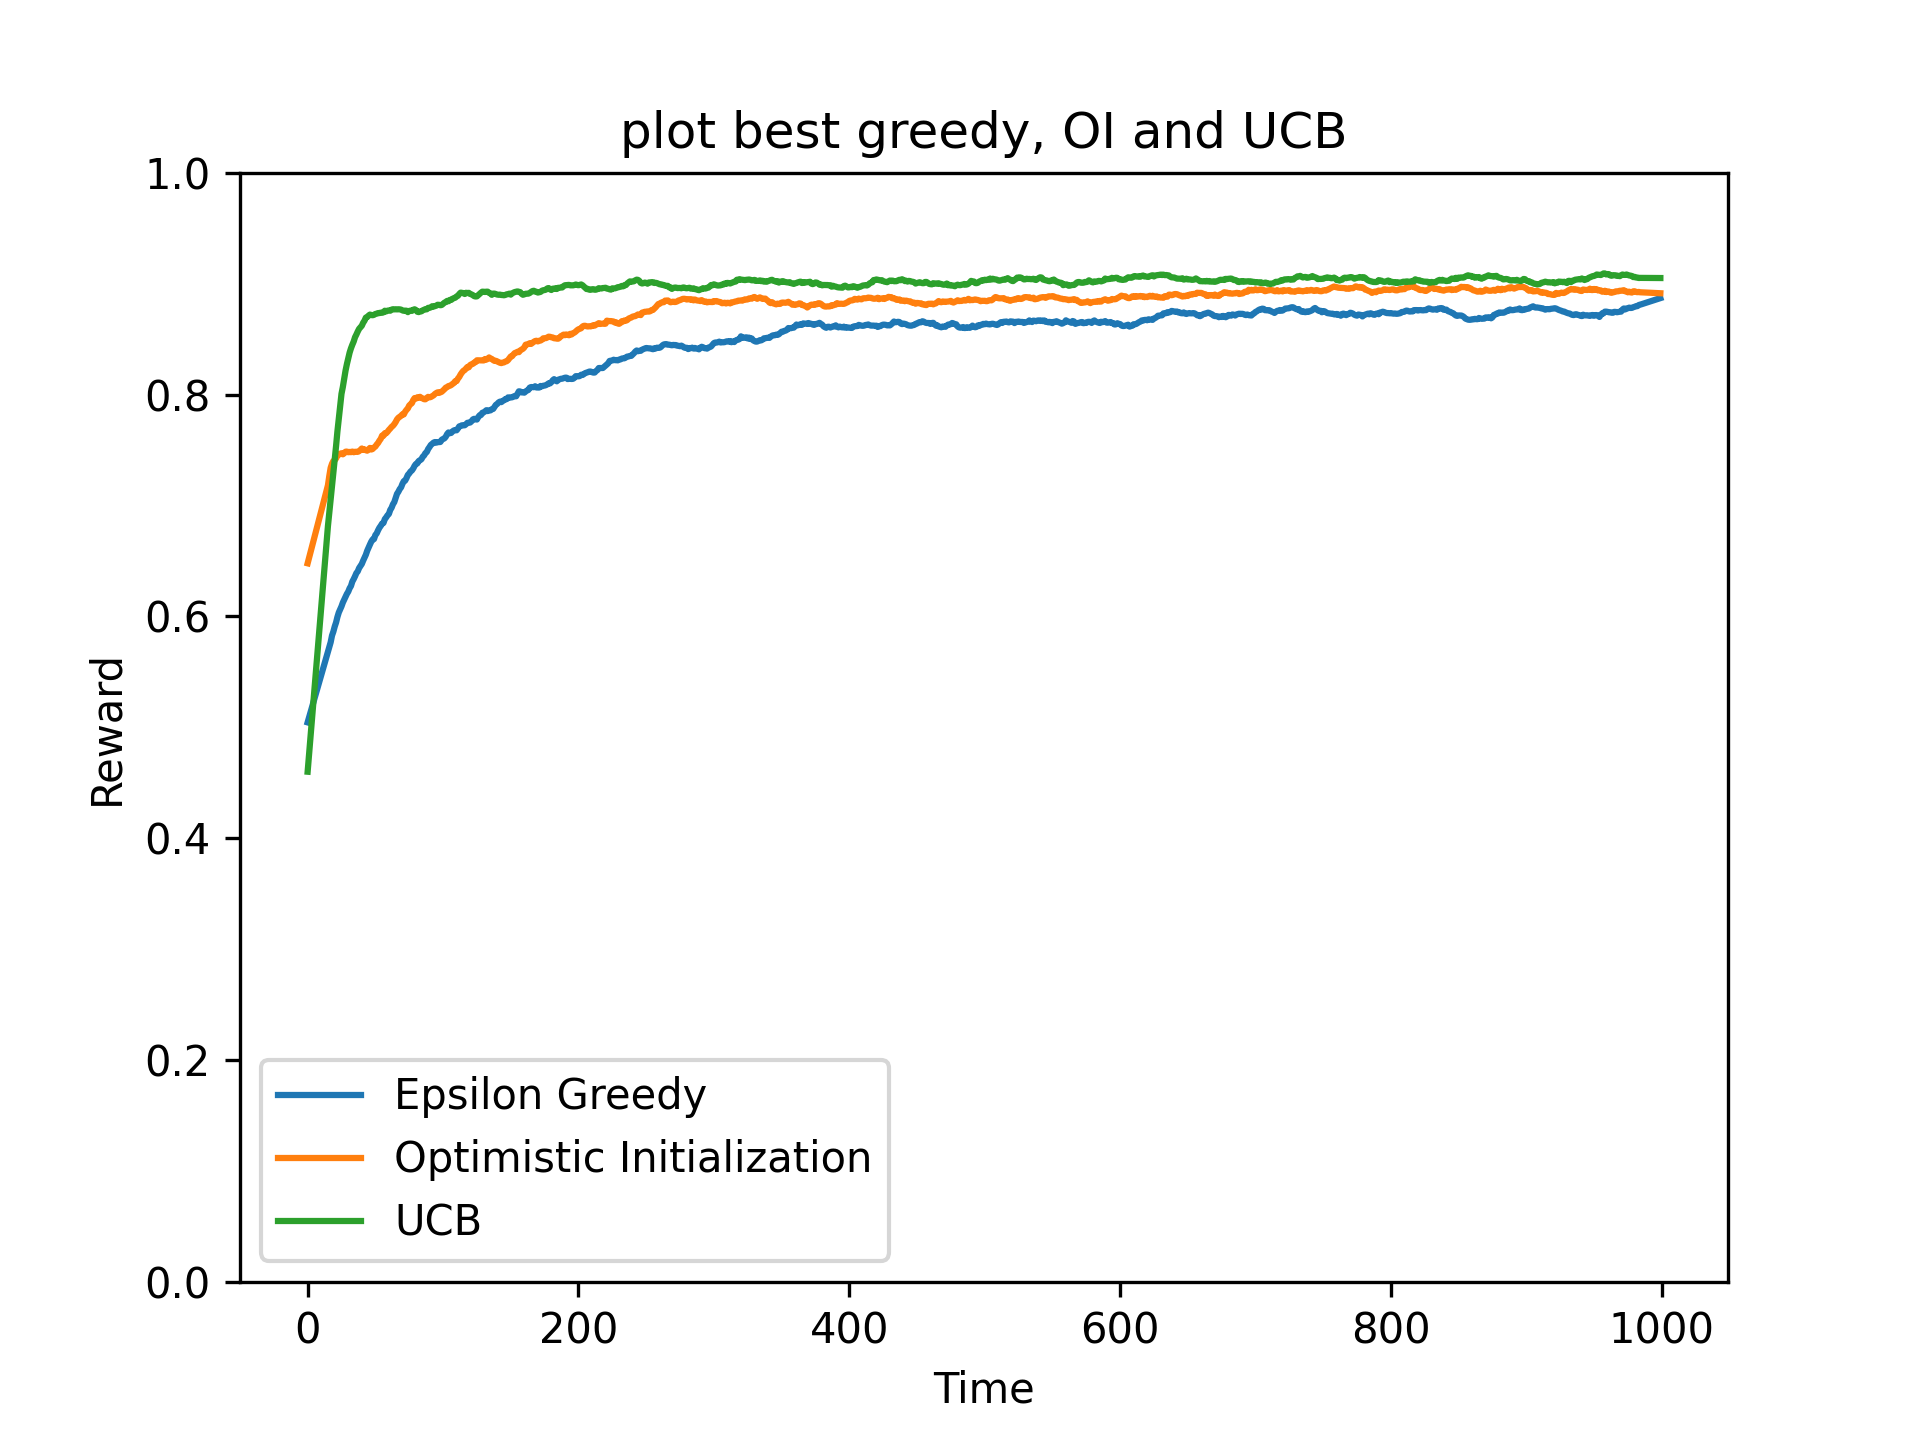 plot best greedy, OI and UCB
1.0
0.8
0.6
0.4
0.2
0.0
Reward
Epsilon Greedy
Optimistic Initialization
UCB
0 200 400 600 800 1000
Time